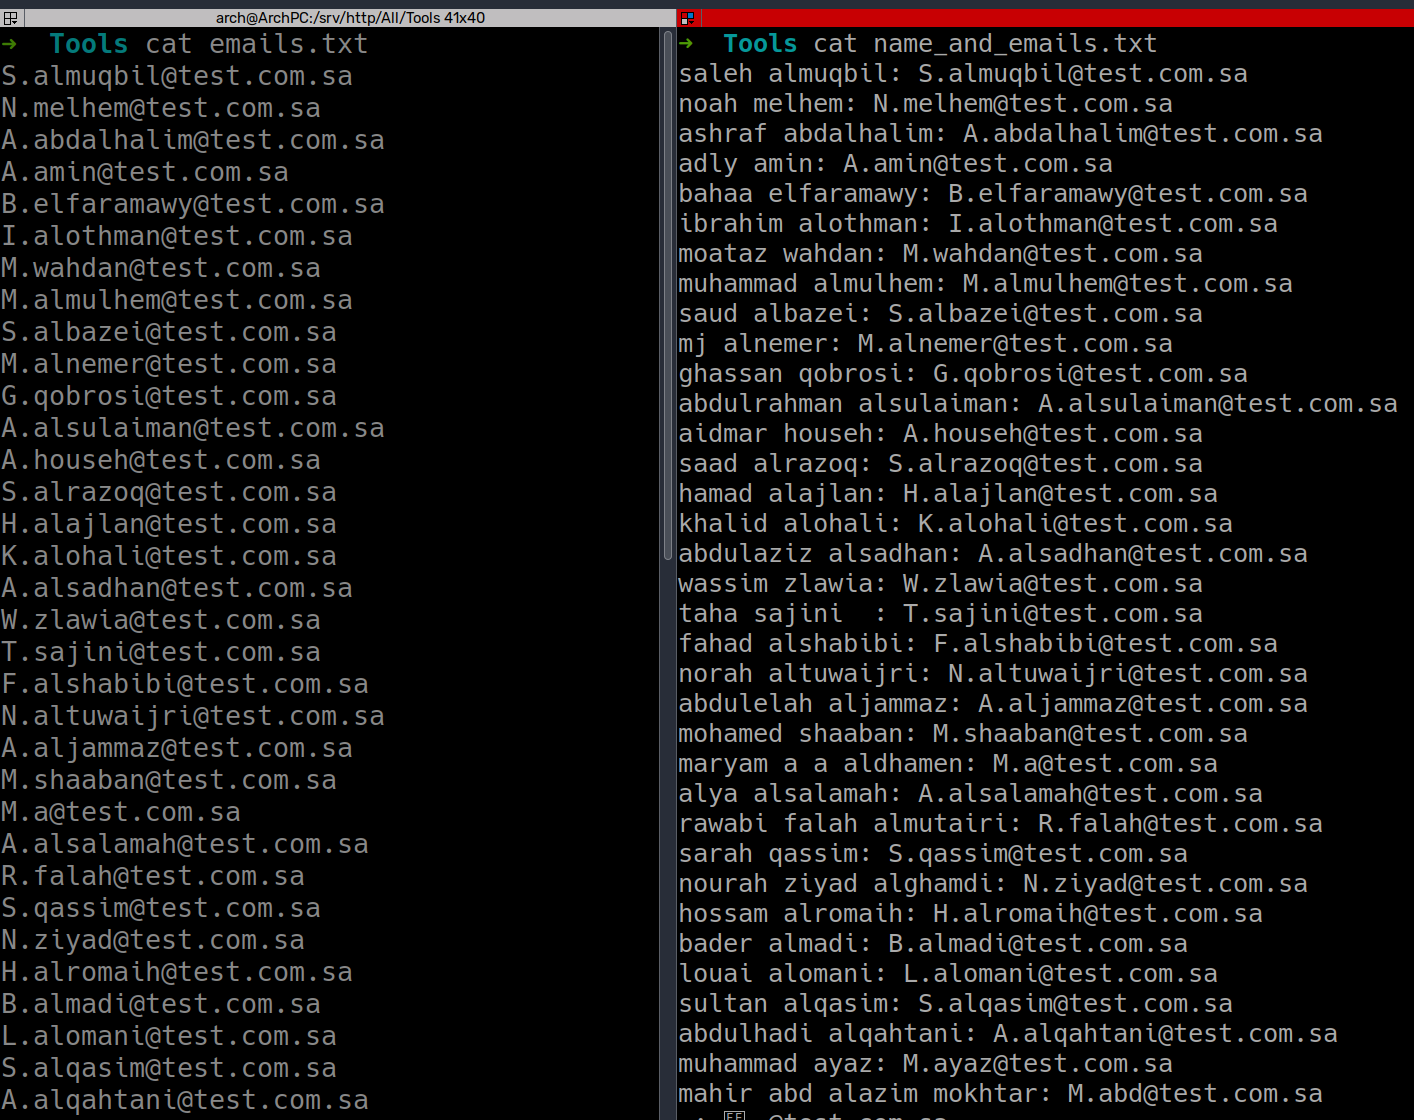 arch@ArchPC:/srv/http/All/Tools 41x40
➜ Tools cat emails.txt
S.almuqbil@test.com.sa
N.melhem@test.com.sa
A.abdalhalim@test.com.sa
A.amin@test.com.sa
B.elfaramawy@test.com.sa
I.alothman@test.com.sa
M.wahdan@test.com.sa
M.almulhem@test.com.sa
S.albazei@test.com.sa
M.alnemer@test.com.sa
G.qobrosi@test.com.sa
A.alsulaiman@test.com.sa
A.househ@test.com.sa
S.alrazoq@test.com.sa
H.alajlan@test.com.sa
K.alohali@test.com.sa
A.alsadhan@test.com.sa
W.zlawia@test.com.sa
T.sajini@test.com.sa
F.alshabibi@test.com.sa
N.altuwaijri@test.com.sa
A.aljammaz@test.com.sa
M.shaaban@test.com.sa
M.a@test.com.sa
A.alsalamah@test.com.sa
R.falah@test.com.sa
S.qassim@test.com.sa
N.ziyad@test.com.sa
H.alromaih@test.com.sa
B.almadi@test.com.sa
L.alomani@test.com.sa
S.alqasim@test.com.sa
A.alqahtani@test.com.sa
➜ Tools cat name_and_emails.txt
saleh almuqbil: S.almuqbil@test.com.sa
noah melhem: N.melhem@test.com.sa
ashraf abdalhalim: A.abdalhalim@test.com.sa
adly amin: A.amin@test.com.sa
bahaa elfaramawy: B.elfaramawy@test.com.sa
ibrahim alothman: I.alothman@test.com.sa
moataz wahdan: M.wahdan@test.com.sa
muhammad almulhem: M.almulhem@test.com.sa
saud albazei: S.albazei@test.com.sa
mj alnemer: M.alnemer@test.com.sa
ghassan qobrosi: G.qobrosi@test.com.sa
abdulrahman alsulaiman: A.alsulaiman@test.com.sa
aidmar househ: A.househ@test.com.sa
saad alrazoq: S.alrazoq@test.com.sa
hamad alajlan: H.alajlan@test.com.sa
khalid alohali: K.alohali@test.com.sa
abdulaziz alsadhan: A.alsadhan@test.com.sa
wassim zlawia: W.zlawia@test.com.sa
taha sajini  : T.sajini@test.com.sa
fahad alshabibi: F.alshabibi@test.com.sa
norah altuwaijri: N.altuwaijri@test.com.sa
abdulelah aljammaz: A.aljammaz@test.com.sa
mohamed shaaban: M.shaaban@test.com.sa
maryam a a aldhamen: M.a@test.com.sa
alya alsalamah: A.alsalamah@test.com.sa
rawabi falah almutairi: R.falah@test.com.sa
sarah qassim: S.qassim@test.com.sa
nourah ziyad alghamdi: N.ziyad@test.com.sa
hossam alromaih: H.alromaih@test.com.sa
bader almadi: B.almadi@test.com.sa
louai alomani: L.alomani@test.com.sa
sultan alqasim: S.alqasim@test.com.sa
abdulhadi alqahtani: A.alqahtani@test.com.sa
muhammad ayaz: M.ayaz@test.com.sa
mahir abd alazim mokhtar: M.abd@test.com.sa